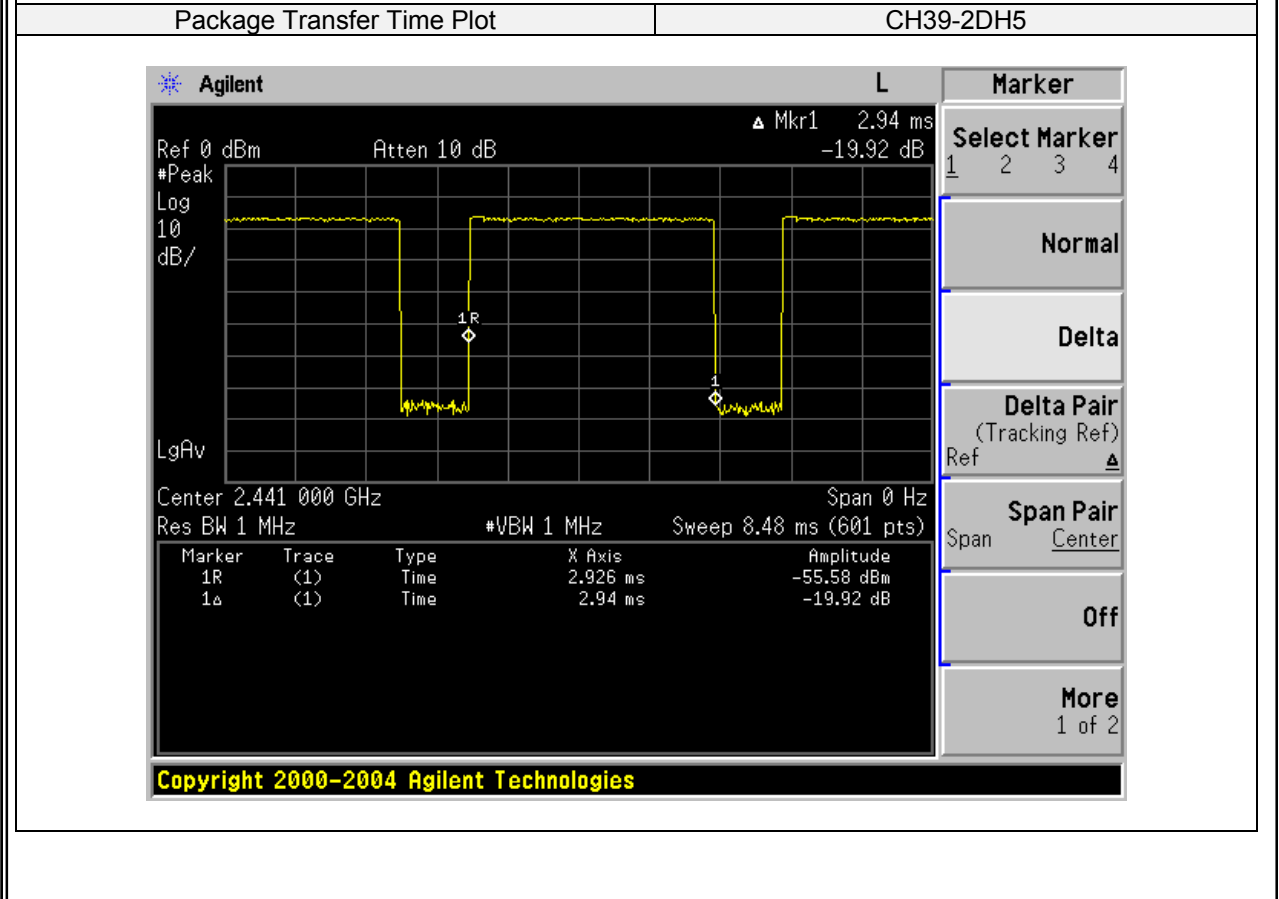 Package Transfer Time Plot CH39-2DH5
Agilent L
Δ Mkr1 2.94 ms
Ref 0 dBm Atten 10 dB -19.92 dB
#Peak
Log
10
dB/
1R
1
LgAv
Center 2.441 000 GHz Span 0 Hz
Res BW 1 MHz #VBW 1 MHz Sweep 8.48 ms (601 pts)
Marker Trace Type X Axis Amplitude
1R (1) Time 2.926 ms -55.58 dBm
1Δ (1) Time 2.94 ms -19.92 dB
Marker
Select Marker
1 2 3 4
Normal
Delta
Delta Pair
(Tracking Ref)
Ref Δ
Span Pair
Span Center
Off
More
1 of 2
Copyright 2000-2004 Agilent Technologies